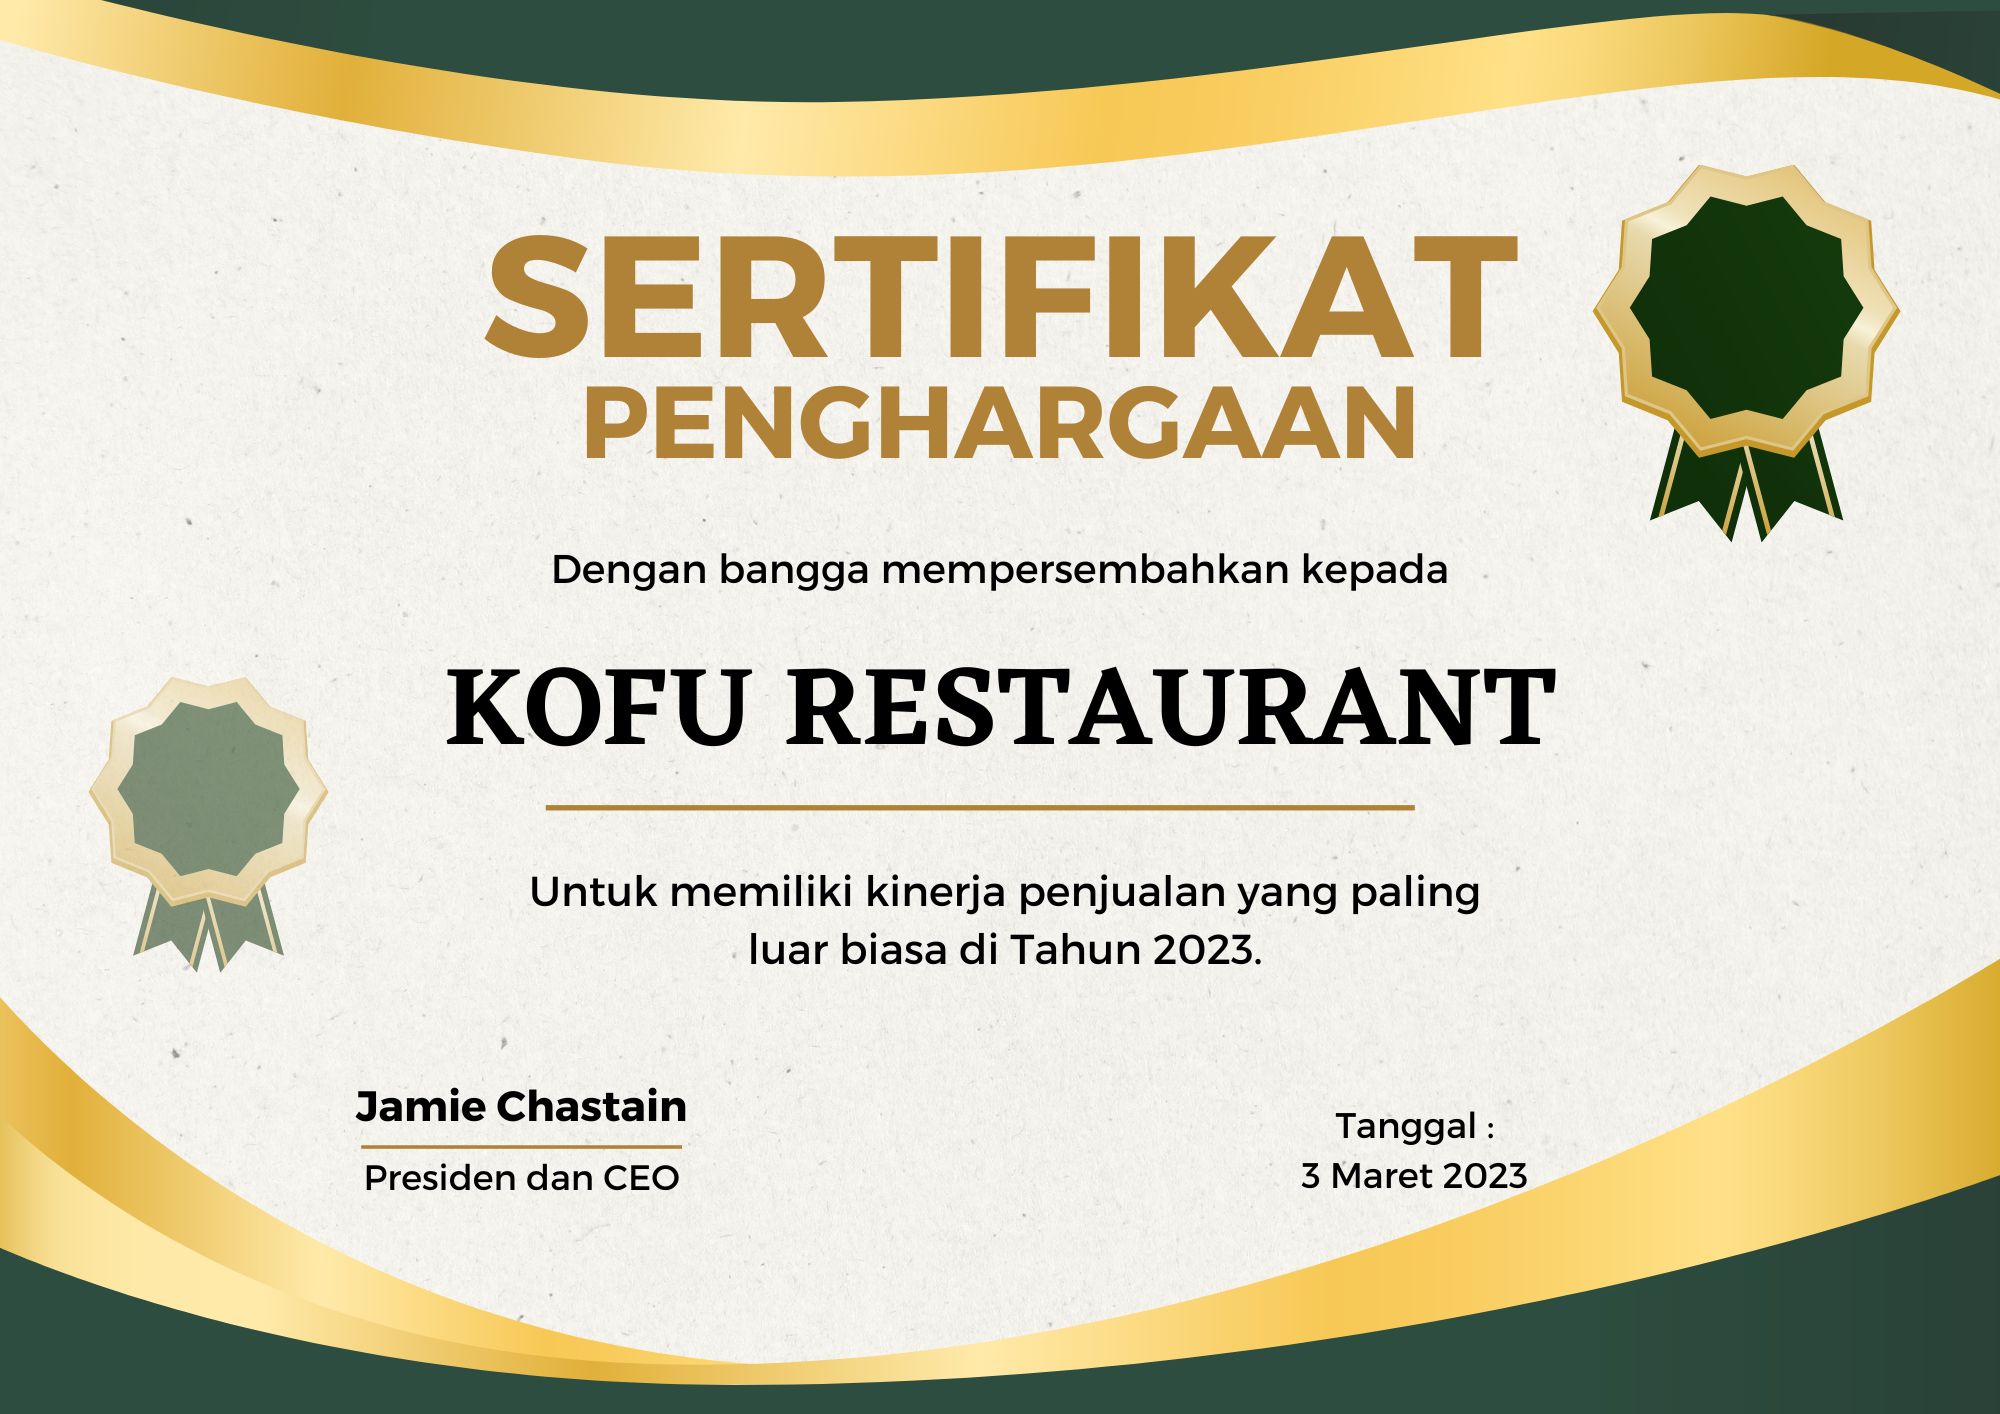 SERTIFIKAT
PENGHARGAAN
Dengan bangga mempersembahkan kepada
KOFU RESTAURANT
Untuk memiliki kinerja penjualan yang paling
luar biasa di Tahun 2023.
Jamie Chastain
Presiden dan CEO
Tanggal :
3 Maret 2023